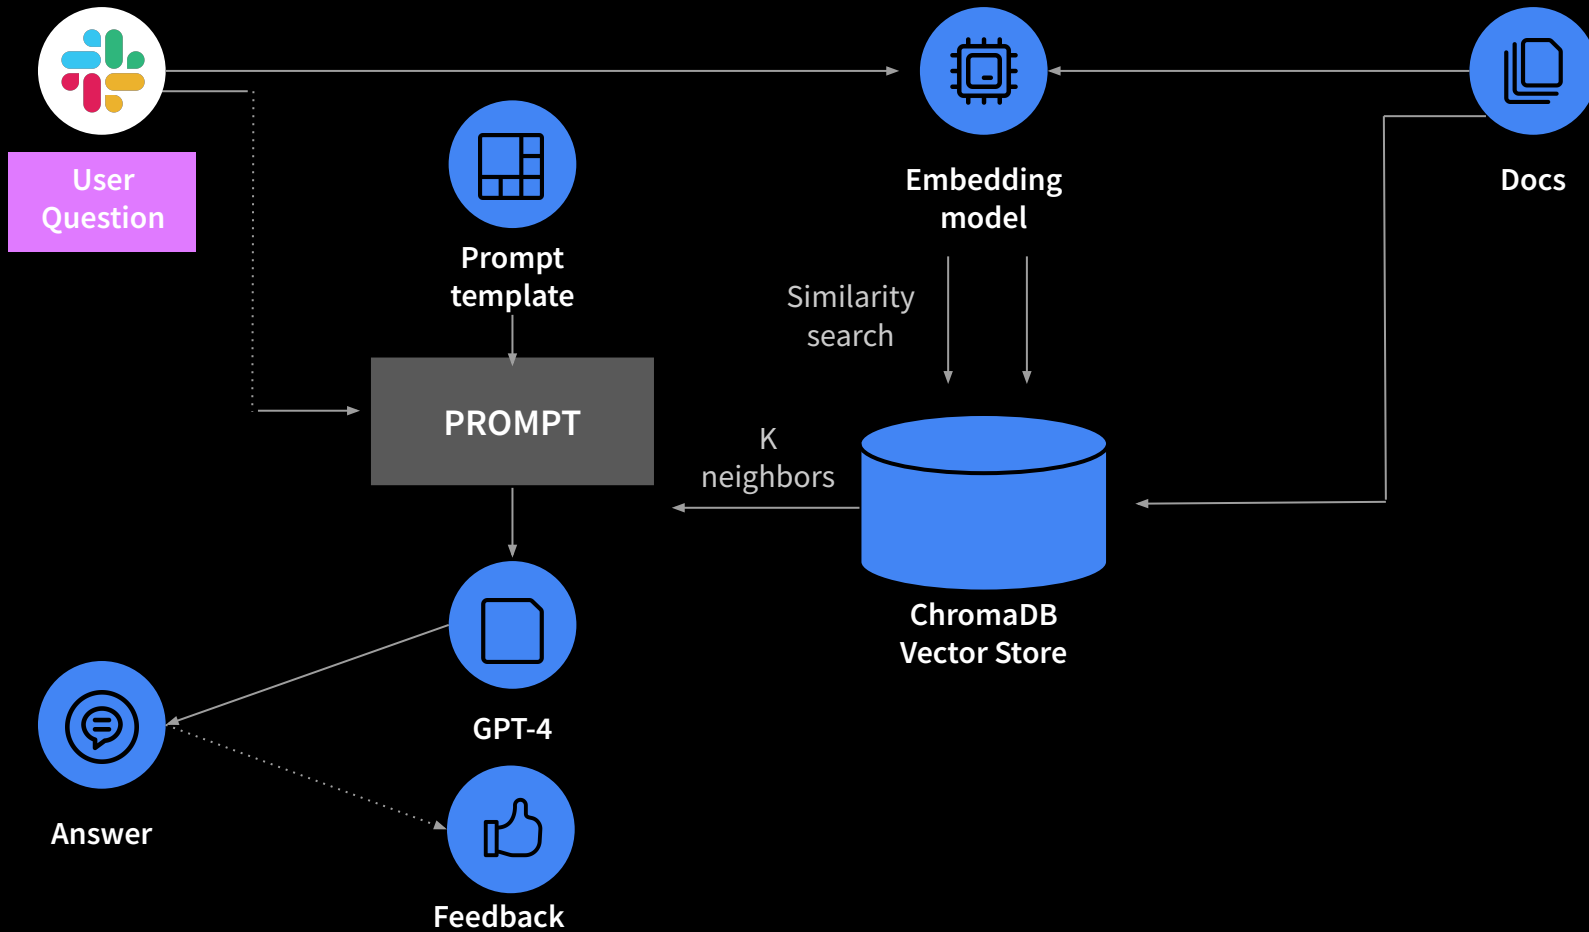 User
Question
Prompt
template
Embedding
model
Docs
Similarity
search
PROMPT
K
neighbors
ChromaDB
Vector Store
GPT-4
Answer
Feedback